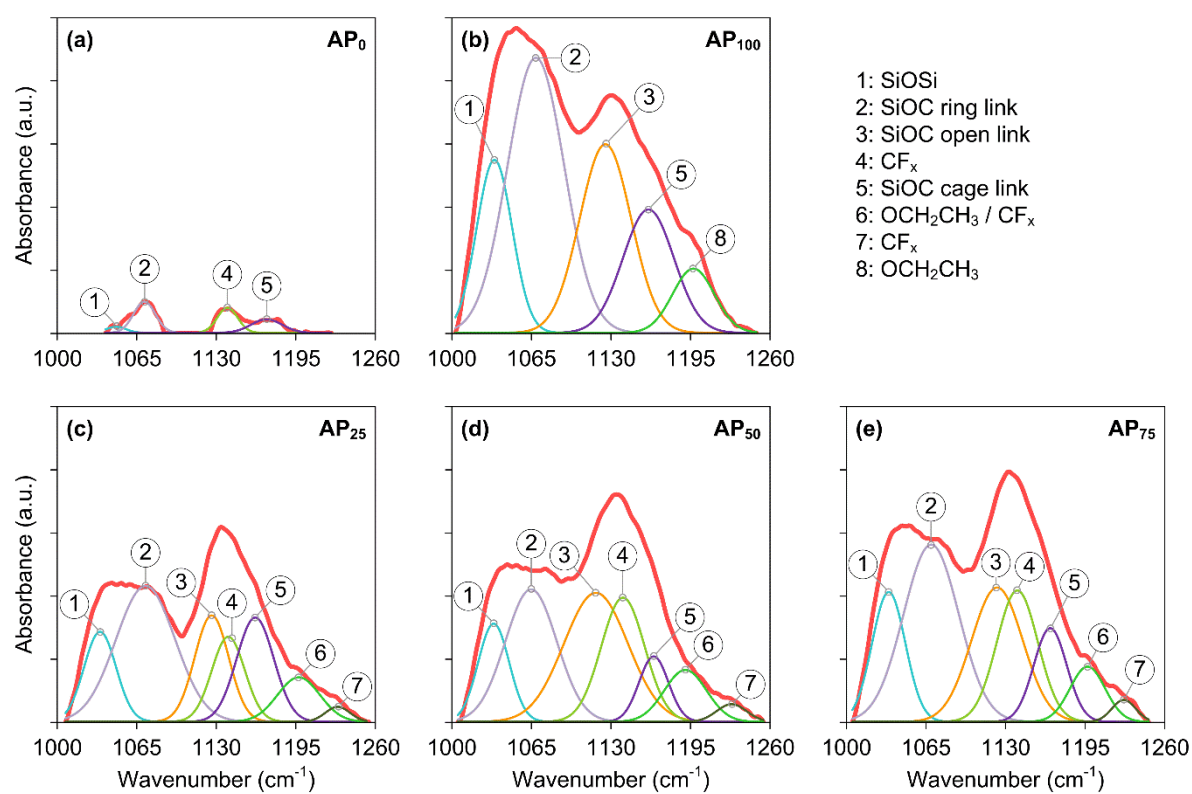 (a) AP₀
Absorbance (a.u.)
1 2 4 5
1000 1065 1130 1195 1260
(b) AP₁₀₀
1 2 3 5 8
1000 1065 1130 1195 1260
1: SiOSi
2: SiOC ring link
3: SiOC open link
4: CFₓ
5: SiOC cage link
6: OCH₂CH₃ / CFₓ
7: CFₓ
8: OCH₂CH₃
(c) AP₂₅
Absorbance (a.u.)
1 2 3 4 5 6 7
1000 1065 1130 1195 1260
Wavenumber (cm⁻¹)
(d) AP₅₀
1 2 3 4 5 6 7
1000 1065 1130 1195 1260
Wavenumber (cm⁻¹)
(e) AP₇₅
1 2 3 4 5 6 7
1000 1065 1130 1195 1260
Wavenumber (cm⁻¹)